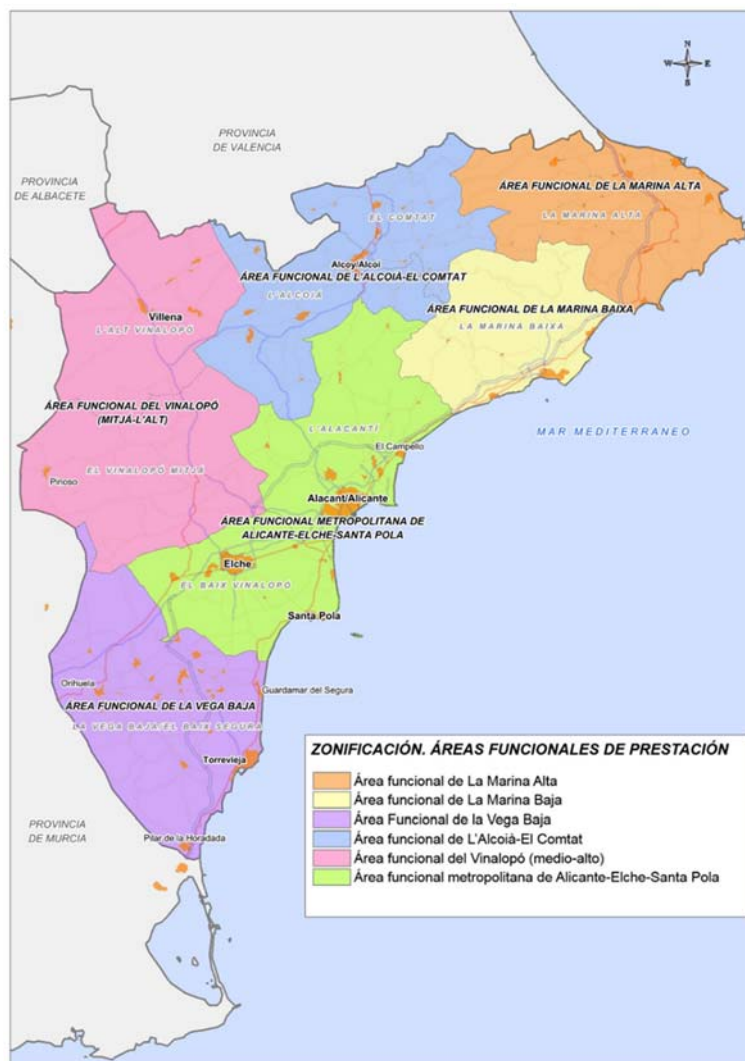 N
W E
S
PROVINCIA
DE VALENCIA
PROVINCIA
DE ALBACETE
ÁREA FUNCIONAL DE LA MARINA ALTA
LA MARINA ALTA
EL COMTAT
Alcoy/Alcoi
ÁREA FUNCIONAL DE L'ALCOIÀ-EL COMTAT
L'ALCOIÀ
ÁREA FUNCIONAL DE LA MARINA BAIXA
LA MARINA BAIXA
Villena
L'ALT VINALOPÓ
ÁREA FUNCIONAL DEL VINALOPÓ
(MITJÀ-L'ALT)
L'ALACANTÍ
MAR MEDITERRANEO
El Campello
EL VINALOPÓ MITJÀ
Pinoso
Alacant/Alicante
ÁREA FUNCIONAL METROPOLITANA DE
ALICANTE-ELCHE-SANTA POLA
Elche
EL BAIX VINALOPÓ
Santa Pola
Orihuela
Guardamar del Segura
ÁREA FUNCIONAL DE LA VEGA BAJA
LA VEGA BAJA/EL BAIX SEGURA
Torrevieja
PROVINCIA
DE MURCIA
Pilar de la Horadada
ZONIFICACIÓN. ÁREAS FUNCIONALES DE PRESTACIÓN
Área funcional de La Marina Alta
Área funcional de La Marina Baja
Área Funcional de la Vega Baja
Área funcional de L'Alcoià-El Comtat
Área funcional del Vinalopó (medio-alto)
Área funcional metropolitana de Alicante-Elche-Santa Pola